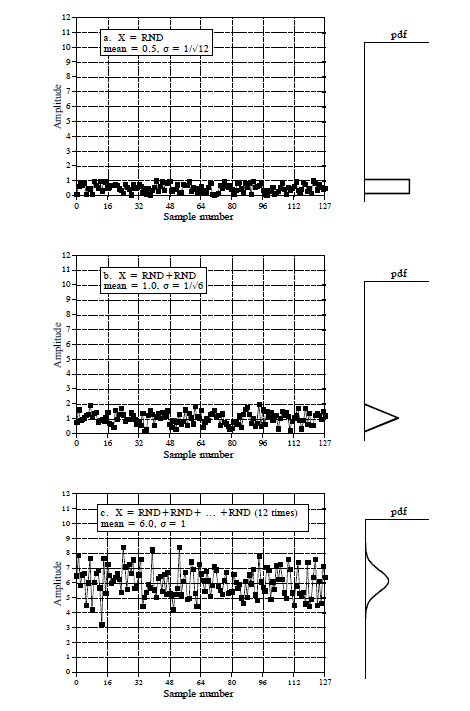 12
11
10
9
8
7
6
5
4
3
2
1
0
Amplitude
a. X = RND
mean = 0.5, σ = 1/√12
0 16 32 48 64 80 96 112 127
Sample number
pdf
12
11
10
9
8
7
6
5
4
3
2
1
0
Amplitude
b. X = RND+RND
mean = 1.0, σ = 1/√6
0 16 32 48 64 80 96 112 127
Sample number
pdf
12
11
10
9
8
7
6
5
4
3
2
1
0
Amplitude
c. X = RND+RND+ ... +RND (12 times)
mean = 6.0, σ = 1
0 16 32 48 64 80 96 112 127
Sample number
pdf